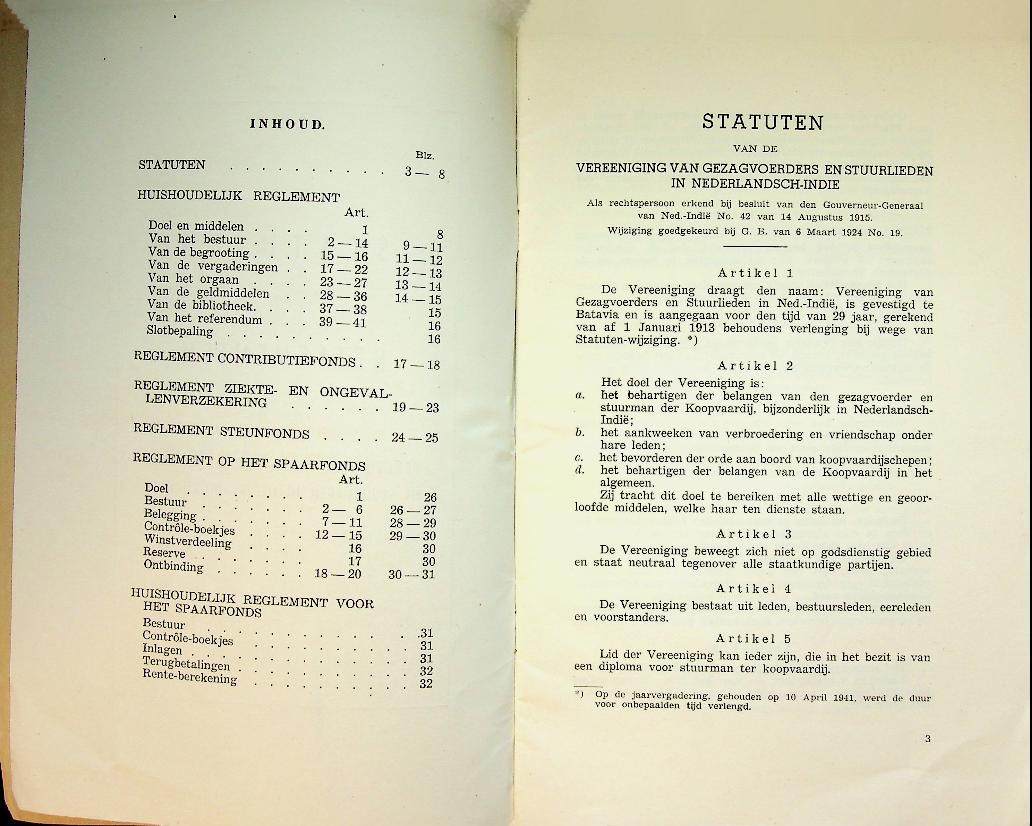 INHOUD.
Blz.
STATUTEN . . . . . . . . . . 3— 8
HUISHOUDELIJK REGLEMENT
Art.
Doel en middelen . . . . 1 8
Van het bestuur . . . . 2—14 9—11
Van de begrooting . . . . 15—16 11—12
Van de vergaderingen . . 17—22 12—13
Van het orgaan . . . . 23—27 13—14
Van de geldmiddelen . . 28—36 14—15
Van de bibliotheek. . . . 37—38 15
Van het referendum . . . 39—41 16
Slotbepaling . . . . . . . . . . 16
REGLEMENT CONTRIBUTIEFONDS . . 17—18
REGLEMENT ZIEKTE- EN ONGEVAL-
LENVERZEKERING . . . . . . 19—23
REGLEMENT STEUNFONDS . . . . 24—25
REGLEMENT OP HET SPAARFONDS
Art.
Doel . . . . . . . 1 26
Bestuur . . . . . . 2— 6 26—27
Belegging . . . . . . 7—11 28—29
Contrôle-boekjes . . . . 12—15 29—30
Winstverdeeling . . . . 16 30
Reserve . . . . . . 17 30
Ontbinding . . . . . . 18—20 30—31
HUISHOUDELIJK REGLEMENT VOOR
HET SPAARFONDS
Bestuur . . . . . . . . . . . .31
Contrôle-boekjes . . . . . . . . . 31
Inlagen . . . . . . . . . . . 31
Terugbetalingen . . . . . . . . . 32
Rente-berekening . . . . . . . . . 32
STATUTEN
VAN DE
VEREENIGING VAN GEZAGVOERDERS EN STUURLIEDEN
IN NEDERLANDSCH-INDIE
Als rechtspersoon erkend bij besluit van den Gouverneur-Generaal
van Ned.-Indië No. 42 van 14 Augustus 1915.
Wijziging goedgekeurd bij G. B. van 6 Maart 1924 No. 19.
Artikel 1
De Vereeniging draagt den naam: Vereeniging van
Gezagvoerders en Stuurlieden in Ned.-Indië, is gevestigd te
Batavia en is aangegaan voor den tijd van 29 jaar, gerekend
van af 1 Januari 1913 behoudens verlenging bij wege van
Statuten-wijziging. *)
Artikel 2
Het doel der Vereeniging is:
a. het behartigen der belangen van den gezagvoerder en
stuurman der Koopvaardij, bijzonderlijk in Nederlandsch-
Indië;
b. het aankweeken van verbroedering en vriendschap onder
hare leden;
c. het bevorderen der orde aan boord van koopvaardijschepen;
d. het behartigen der belangen van de Koopvaardij in het
algemeen.
Zij tracht dit doel te bereiken met alle wettige en geoor-
loofde middelen, welke haar ten dienste staan.
Artikel 3
De Vereeniging beweegt zich niet op godsdienstig gebied
en staat neutraal tegenover alle staatkundige partijen.
Artikel 4
De Vereeniging bestaat uit leden, bestuursleden, eereleden
en voorstanders.
Artikel 5
Lid der Vereeniging kan ieder zijn, die in het bezit is van
een diploma voor stuurman ter koopvaardij.
*) Op de jaarvergadering, gehouden op 10 April 1941, werd de duur
voor onbepaalden tijd verlengd.
3